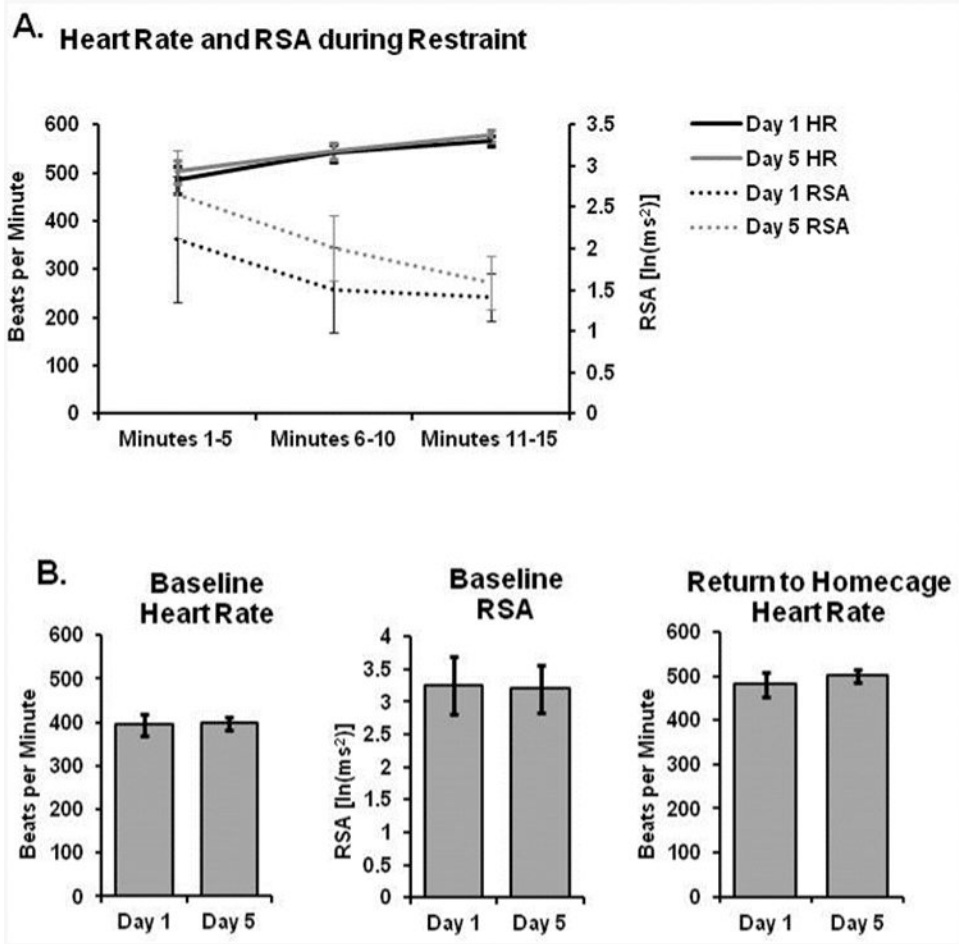 A. Heart Rate and RSA during Restraint
600
500
400
300
200
100
0
Beats per Minute
3.5
3
2.5
2
1.5
1
0.5
0
RSA [ln(ms²)]
Minutes 1-5 Minutes 6-10 Minutes 11-15
Day 1 HR
Day 5 HR
Day 1 RSA
Day 5 RSA
B.
Baseline
Heart Rate
600
500
400
300
200
100
0
Beats per Minute
Day 1 Day 5
Baseline
RSA
4
3.5
3
2.5
2
1.5
1
0.5
0
RSA [ln(ms²)]
Day 1 Day 5
Return to Homecage
Heart Rate
600
500
400
300
200
100
0
Beats per Minute
Day 1 Day 5